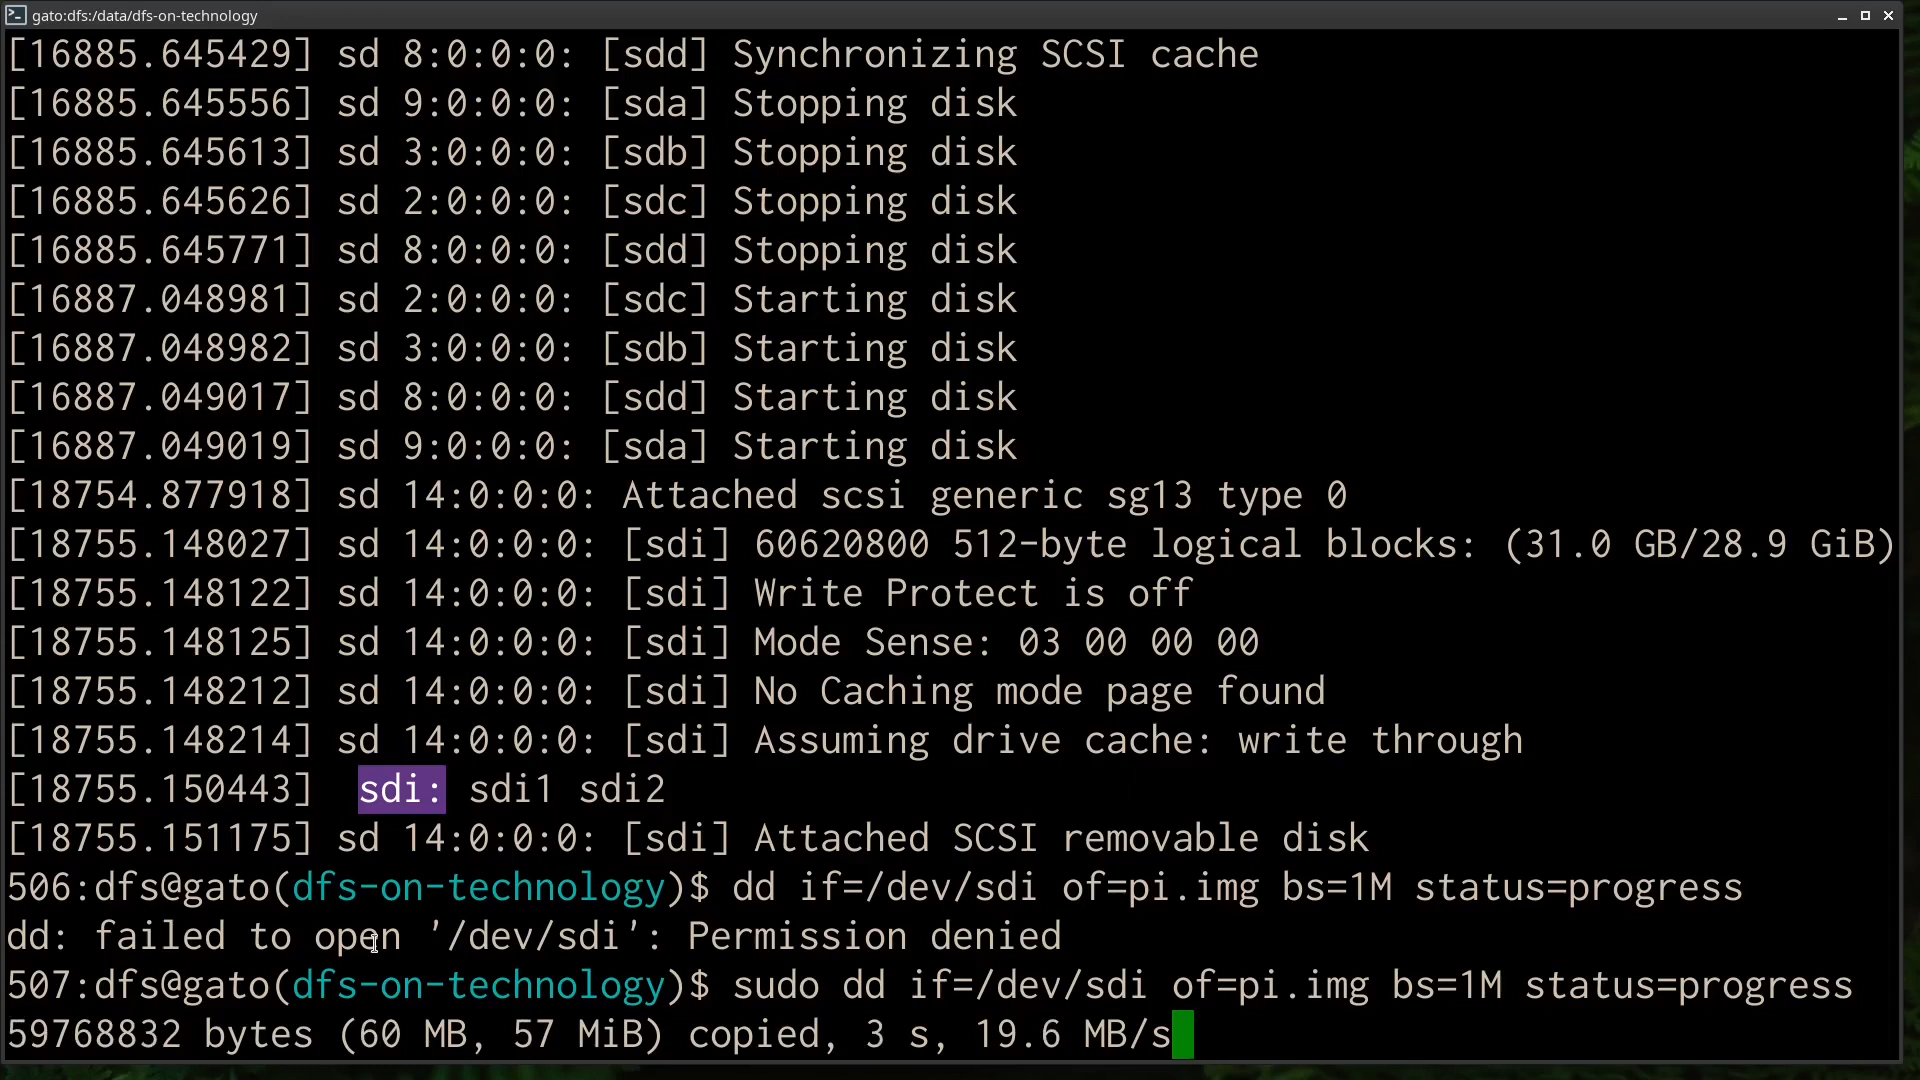 gato:dfs:/data/dfs-on-technology
[16885.645429] sd 8:0:0:0: [sdd] Synchronizing SCSI cache
[16885.645556] sd 9:0:0:0: [sda] Stopping disk
[16885.645613] sd 3:0:0:0: [sdb] Stopping disk
[16885.645626] sd 2:0:0:0: [sdc] Stopping disk
[16885.645771] sd 8:0:0:0: [sdd] Stopping disk
[16887.048981] sd 2:0:0:0: [sdc] Starting disk
[16887.048982] sd 3:0:0:0: [sdb] Starting disk
[16887.049017] sd 8:0:0:0: [sdd] Starting disk
[16887.049019] sd 9:0:0:0: [sda] Starting disk
[18754.877918] sd 14:0:0:0: Attached scsi generic sg13 type 0
[18755.148027] sd 14:0:0:0: [sdi] 60620800 512-byte logical blocks: (31.0 GB/28.9 GiB)
[18755.148122] sd 14:0:0:0: [sdi] Write Protect is off
[18755.148125] sd 14:0:0:0: [sdi] Mode Sense: 03 00 00 00
[18755.148212] sd 14:0:0:0: [sdi] No Caching mode page found
[18755.148214] sd 14:0:0:0: [sdi] Assuming drive cache: write through
[18755.150443]  sdi: sdi1 sdi2
[18755.151175] sd 14:0:0:0: [sdi] Attached SCSI removable disk
506:dfs@gato(dfs-on-technology)$ dd if=/dev/sdi of=pi.img bs=1M status=progress
dd: failed to open '/dev/sdi': Permission denied
507:dfs@gato(dfs-on-technology)$ sudo dd if=/dev/sdi of=pi.img bs=1M status=progress
59768832 bytes (60 MB, 57 MiB) copied, 3 s, 19.6 MB/s